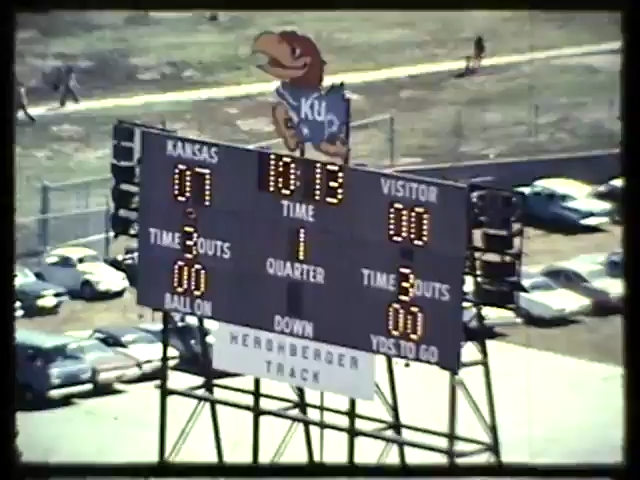 KU
KANSAS
07
10:13
TIME
VISITOR
00
TIME 3 OUTS
1
QUARTER
TIME 3 OUTS
00
BALL ON
DOWN
00
YDS TO GO
HERSHBERGER
TRACK